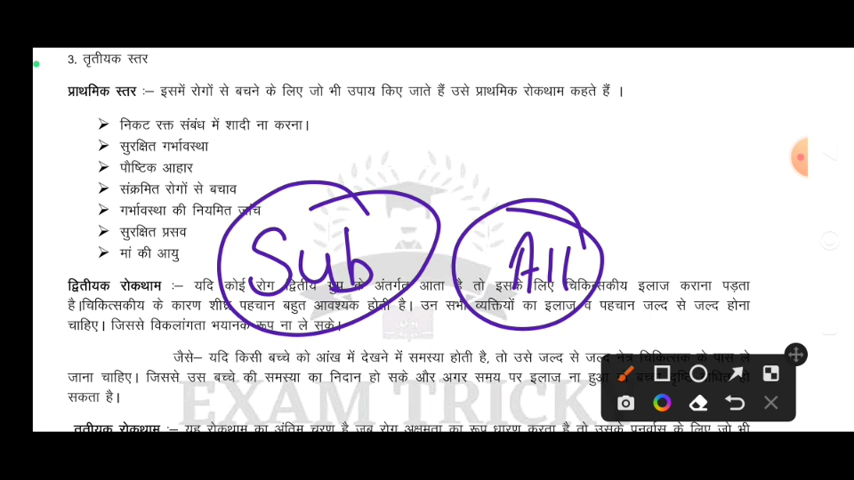 3. तृतीयक स्तर
प्राथमिक स्तर :– इसमें रोगों से बचने के लिए जो भी उपाय किए जाते हैं उसे प्राथमिक रोकथाम कहते हैं ।
➢ निकट रक्त संबंध में शादी ना करना।
➢ सुरक्षित गर्भावस्था
➢ पौष्टिक आहार
➢ संक्रमित रोगों से बचाव
➢ गर्भावस्था की नियमित जांच
➢ सुरक्षित प्रसव
➢ मां की आयु
Sub All
द्वितीयक रोकथाम :– यदि कोई रोग द्वितीय ग्रुप के अंतर्गत आता है तो इसके लिए चिकित्सकीय इलाज कराना पड़ता
है।चिकित्सकीय के कारण शीघ्र पहचान बहुत आवश्यक होती है। उन सभी व्यक्तियों का इलाज व पहचान जल्द से जल्द होना
चाहिए। जिससे विकलांगता भयानक रूप ना ले सके।
जैसे– यदि किसी बच्चे को आंख में देखने में समस्या होती है, तो उसे जल्द से जल्द नेत्र चिकित्सक के पास ले
जाना चाहिए। जिससे उस बच्चे की समस्या का निदान हो सके और अगर समय पर इलाज ना हुआ हो
सकता है।
EXAM TRICK
तृतीयक रोकथाम :– यह रोकथाम का अंतिम चरण है जब रोग अक्षमता का रूप धारण करता है तो उसके पुनर्वास के लिए जो भी